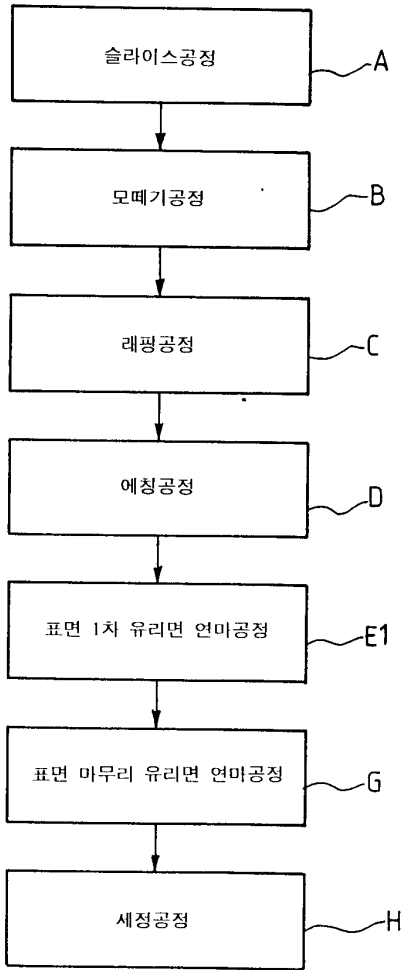 슬라이스공정
A
모떼기공정
B
래핑공정
C
에칭공정
D
표면 1차 유리면 연마공정
E1
표면 마무리 유리면 연마공정
G
세정공정
H